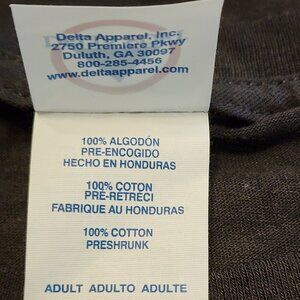 Delta Apparel, Inc.
2750 Premiere Pkwy
Duluth, GA 30097
800-285-4456
www.deltaapparel.com
100% ALGODÓN
PRE-ENCOGIDO
HECHO EN HONDURAS
100% COTON
PRÉ-RÉTRÉCI
FABRIQUE AU HONDURAS
100% COTTON
PRESHRUNK
ADULT ADULTO ADULTE